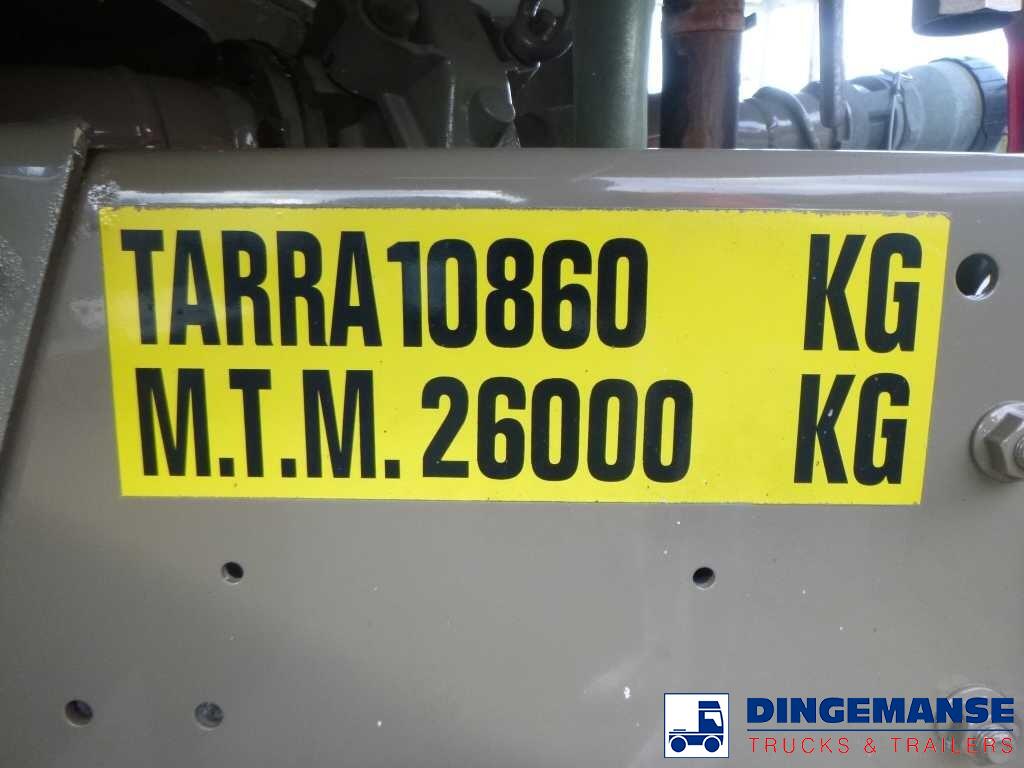 TARRA 10860 KG
M.T.M. 26000 KG
DINGEMANSE
TRUCKS & TRAILERS